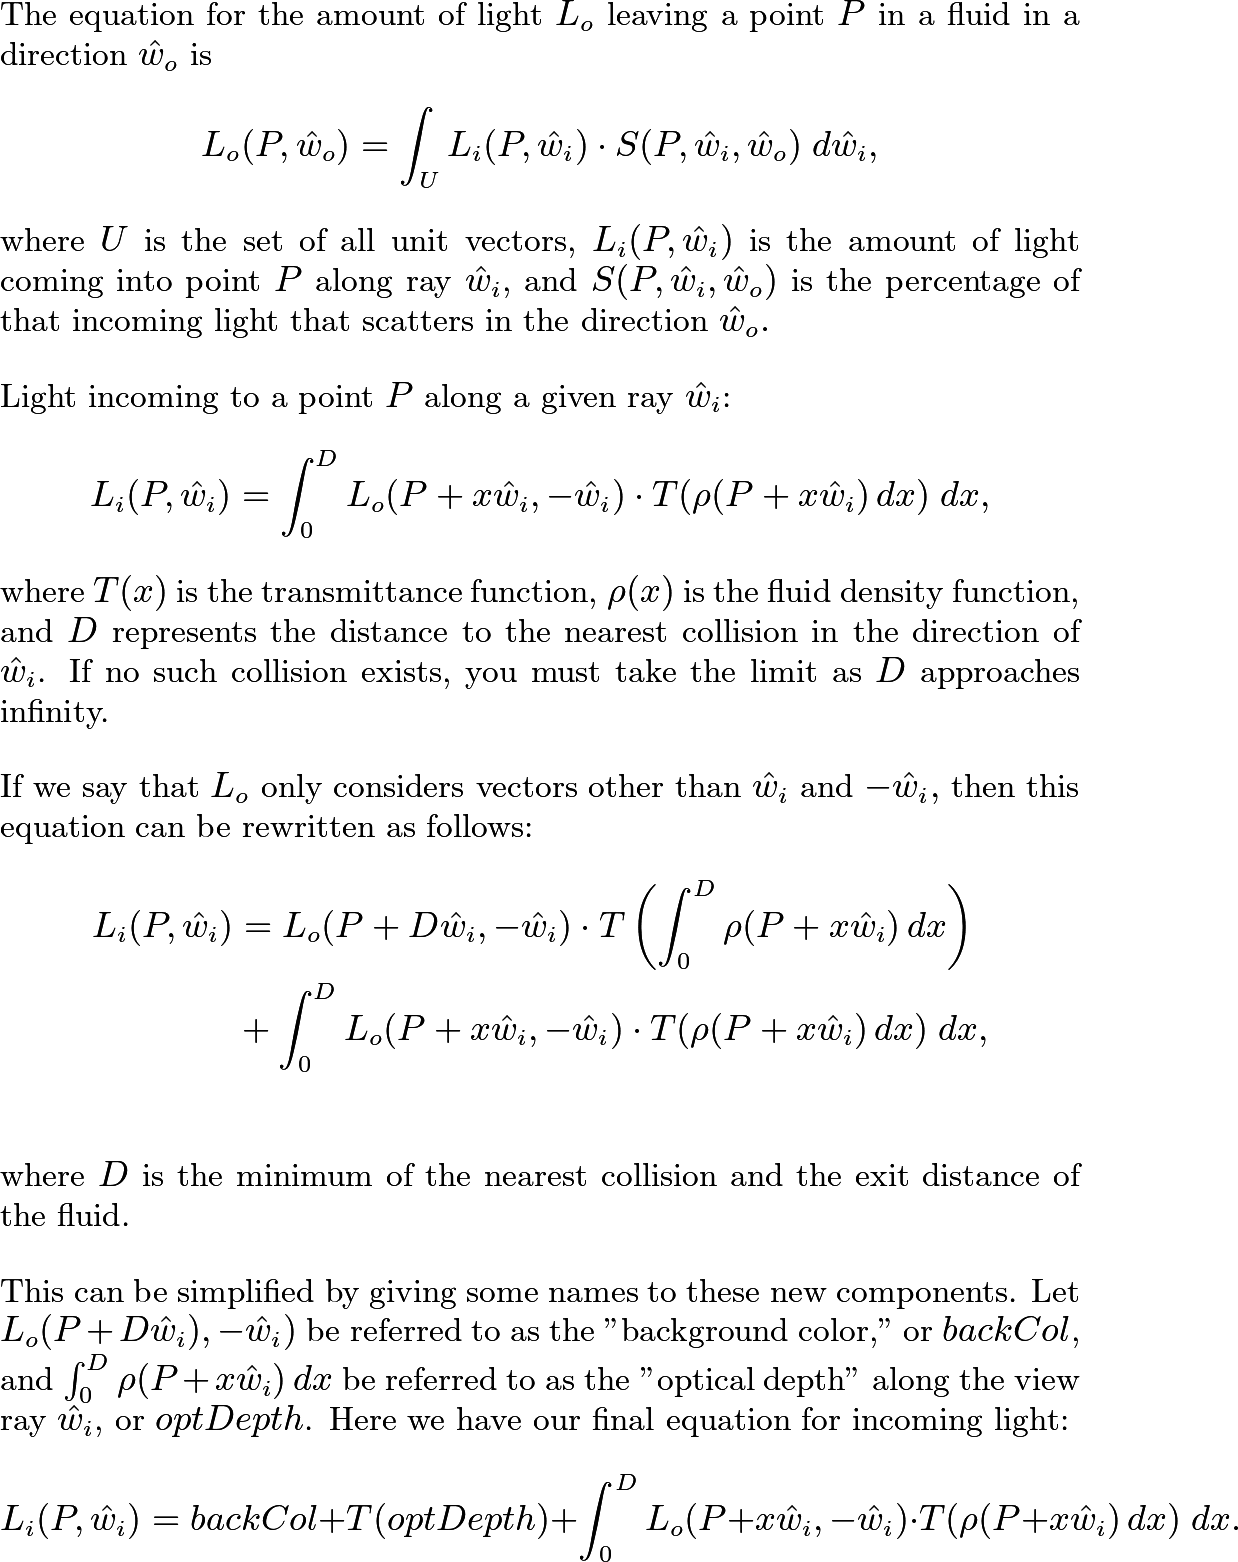 The equation for the amount of light $L_o$ leaving a point $P$ in a fluid in a
direction $\hat{w}_o$ is
$L_o(P, \hat{w}_o) = \int_U L_i(P, \hat{w}_i) \cdot S(P, \hat{w}_i, \hat{w}_o) \; d\hat{w}_i,$
where $U$ is the set of all unit vectors, $L_i(P, \hat{w}_i)$ is the amount of light
coming into point $P$ along ray $\hat{w}_i$, and $S(P, \hat{w}_i, \hat{w}_o)$ is the percentage of
that incoming light that scatters in the direction $\hat{w}_o$.
Light incoming to a point $P$ along a given ray $\hat{w}_i$:
$L_i(P, \hat{w}_i) = \int_0^D L_o(P + x\hat{w}_i, -\hat{w}_i) \cdot T(\rho(P + x\hat{w}_i) \, dx) \; dx,$
where $T(x)$ is the transmittance function, $\rho(x)$ is the fluid density function,
and $D$ represents the distance to the nearest collision in the direction of
$\hat{w}_i$. If no such collision exists, you must take the limit as $D$ approaches
infinity.
If we say that $L_o$ only considers vectors other than $\hat{w}_i$ and $-\hat{w}_i$, then this
equation can be rewritten as follows:
$L_i(P, \hat{w}_i) = L_o(P + D\hat{w}_i, -\hat{w}_i) \cdot T\left(\int_0^D \rho(P + x\hat{w}_i) \, dx\right)$
$+ \int_0^D L_o(P + x\hat{w}_i, -\hat{w}_i) \cdot T(\rho(P + x\hat{w}_i) \, dx) \; dx,$
where $D$ is the minimum of the nearest collision and the exit distance of
the fluid.
This can be simplified by giving some names to these new components. Let
$L_o(P + D\hat{w}_i), -\hat{w}_i)$ be referred to as the ”background color,” or $backCol$,
and $\int_0^D \rho(P + x\hat{w}_i) \, dx$ be referred to as the ”optical depth” along the view
ray $\hat{w}_i$, or $optDepth$. Here we have our final equation for incoming light:
$L_i(P, \hat{w}_i) = backCol + T(optDepth) + \int_0^D L_o(P + x\hat{w}_i, -\hat{w}_i) \cdot T(\rho(P + x\hat{w}_i) \, dx) \; dx.$